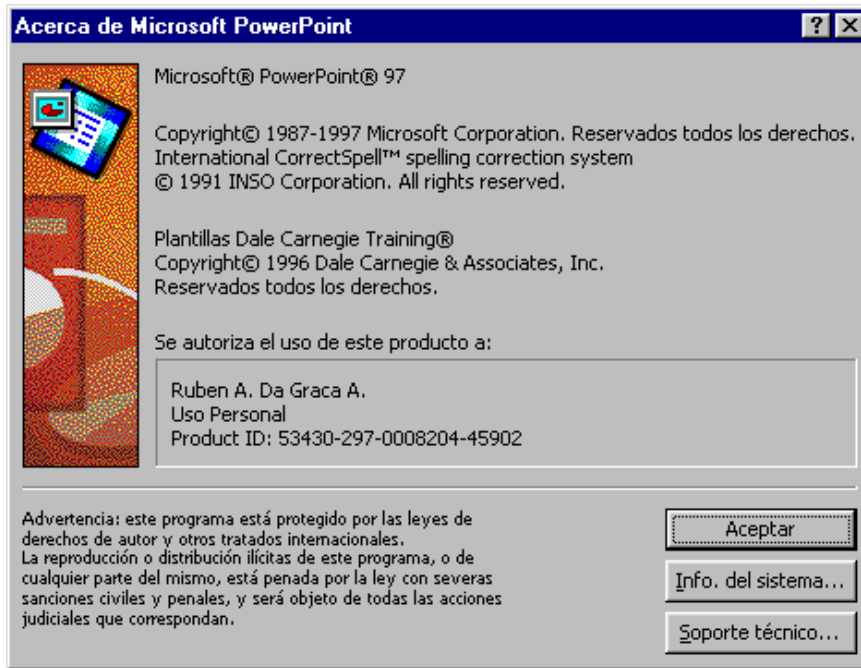 Acerca de Microsoft PowerPoint
Microsoft® PowerPoint® 97
Copyright© 1987-1997 Microsoft Corporation. Reservados todos los derechos.
International CorrectSpell™ spelling correction system
© 1991 INSO Corporation. All rights reserved.
Plantillas Dale Carnegie Training®
Copyright© 1996 Dale Carnegie & Associates, Inc.
Reservados todos los derechos.
Se autoriza el uso de este producto a:
Ruben A. Da Graca A.
Uso Personal
Product ID: 53430-297-0008204-45902
Advertencia: este programa está protegido por las leyes de
derechos de autor y otros tratados internacionales.
La reproducción o distribución ilícitas de este programa, o de
cualquier parte del mismo, está penada por la ley con severas
sanciones civiles y penales, y será objeto de todas las acciones
judiciales que correspondan.
Aceptar
Info. del sistema...
Soporte técnico...